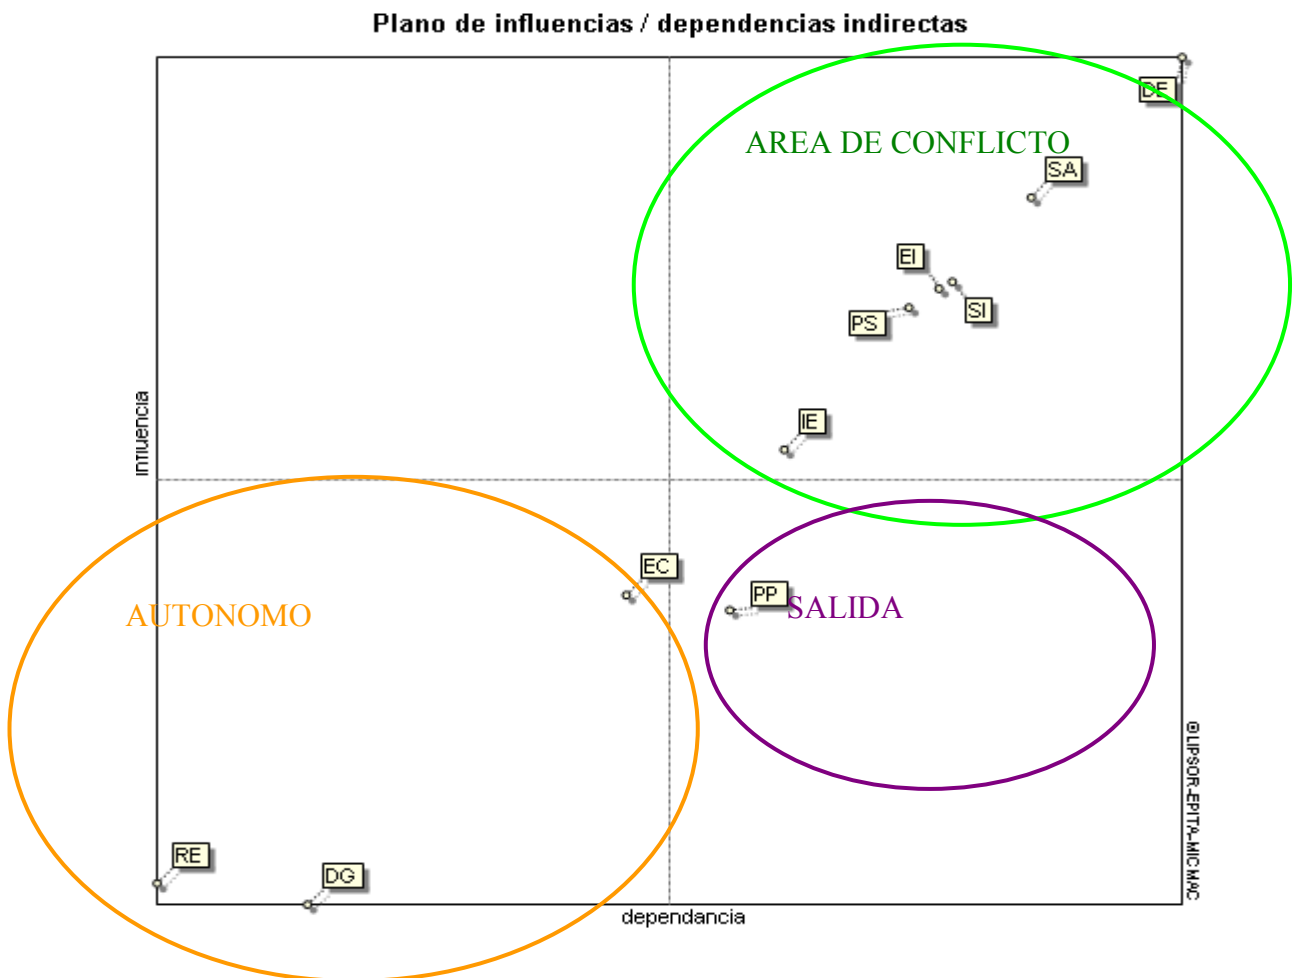 Plano de influencias / dependencias indirectas
DE
AREA DE CONFLICTO
SA
EI
SI
PS
influencia
IE
EC
PP
SALIDA
AUTONOMO
RE
DG
dependancia
©LIPSOR-EPITA-MICMAC